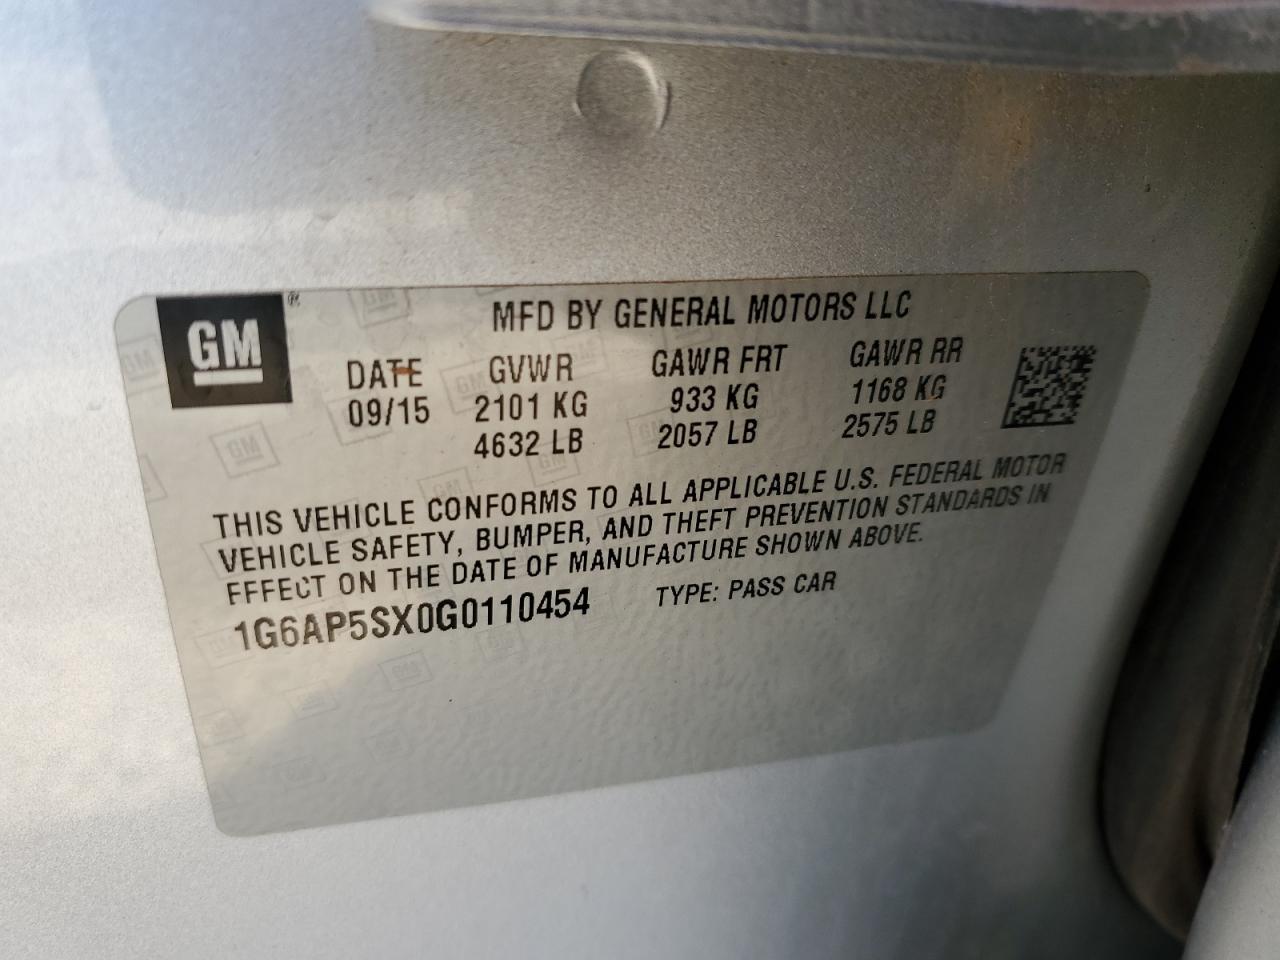 GM®
MFD BY GENERAL MOTORS LLC
DATE GVWR GAWR FRT GAWR RR
09/15 2101 KG 933 KG 1168 KG
4632 LB 2057 LB 2575 LB
THIS VEHICLE CONFORMS TO ALL APPLICABLE U.S. FEDERAL MOTOR
VEHICLE SAFETY, BUMPER, AND THEFT PREVENTION STANDARDS IN
EFFECT ON THE DATE OF MANUFACTURE SHOWN ABOVE.
1G6AP5SX0G0110454 TYPE: PASS CAR